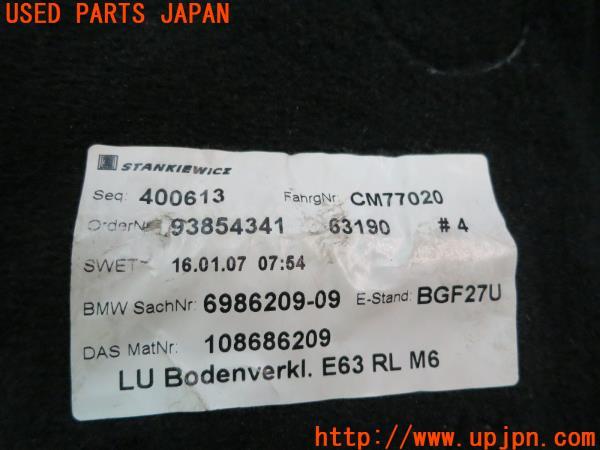 USED PARTS JAPAN
STANKIEWICZ
Seq: 400613 FahrgNr: CM77020
OrderN 93854341 63190 #4
SWET 16.01.07 07:54
BMW SachNr: 6986209-09 E-Stand: BGF27U
DAS MatNr: 108686209
LU Bodenverkl. E63 RL M6
http://www.upjpn.com